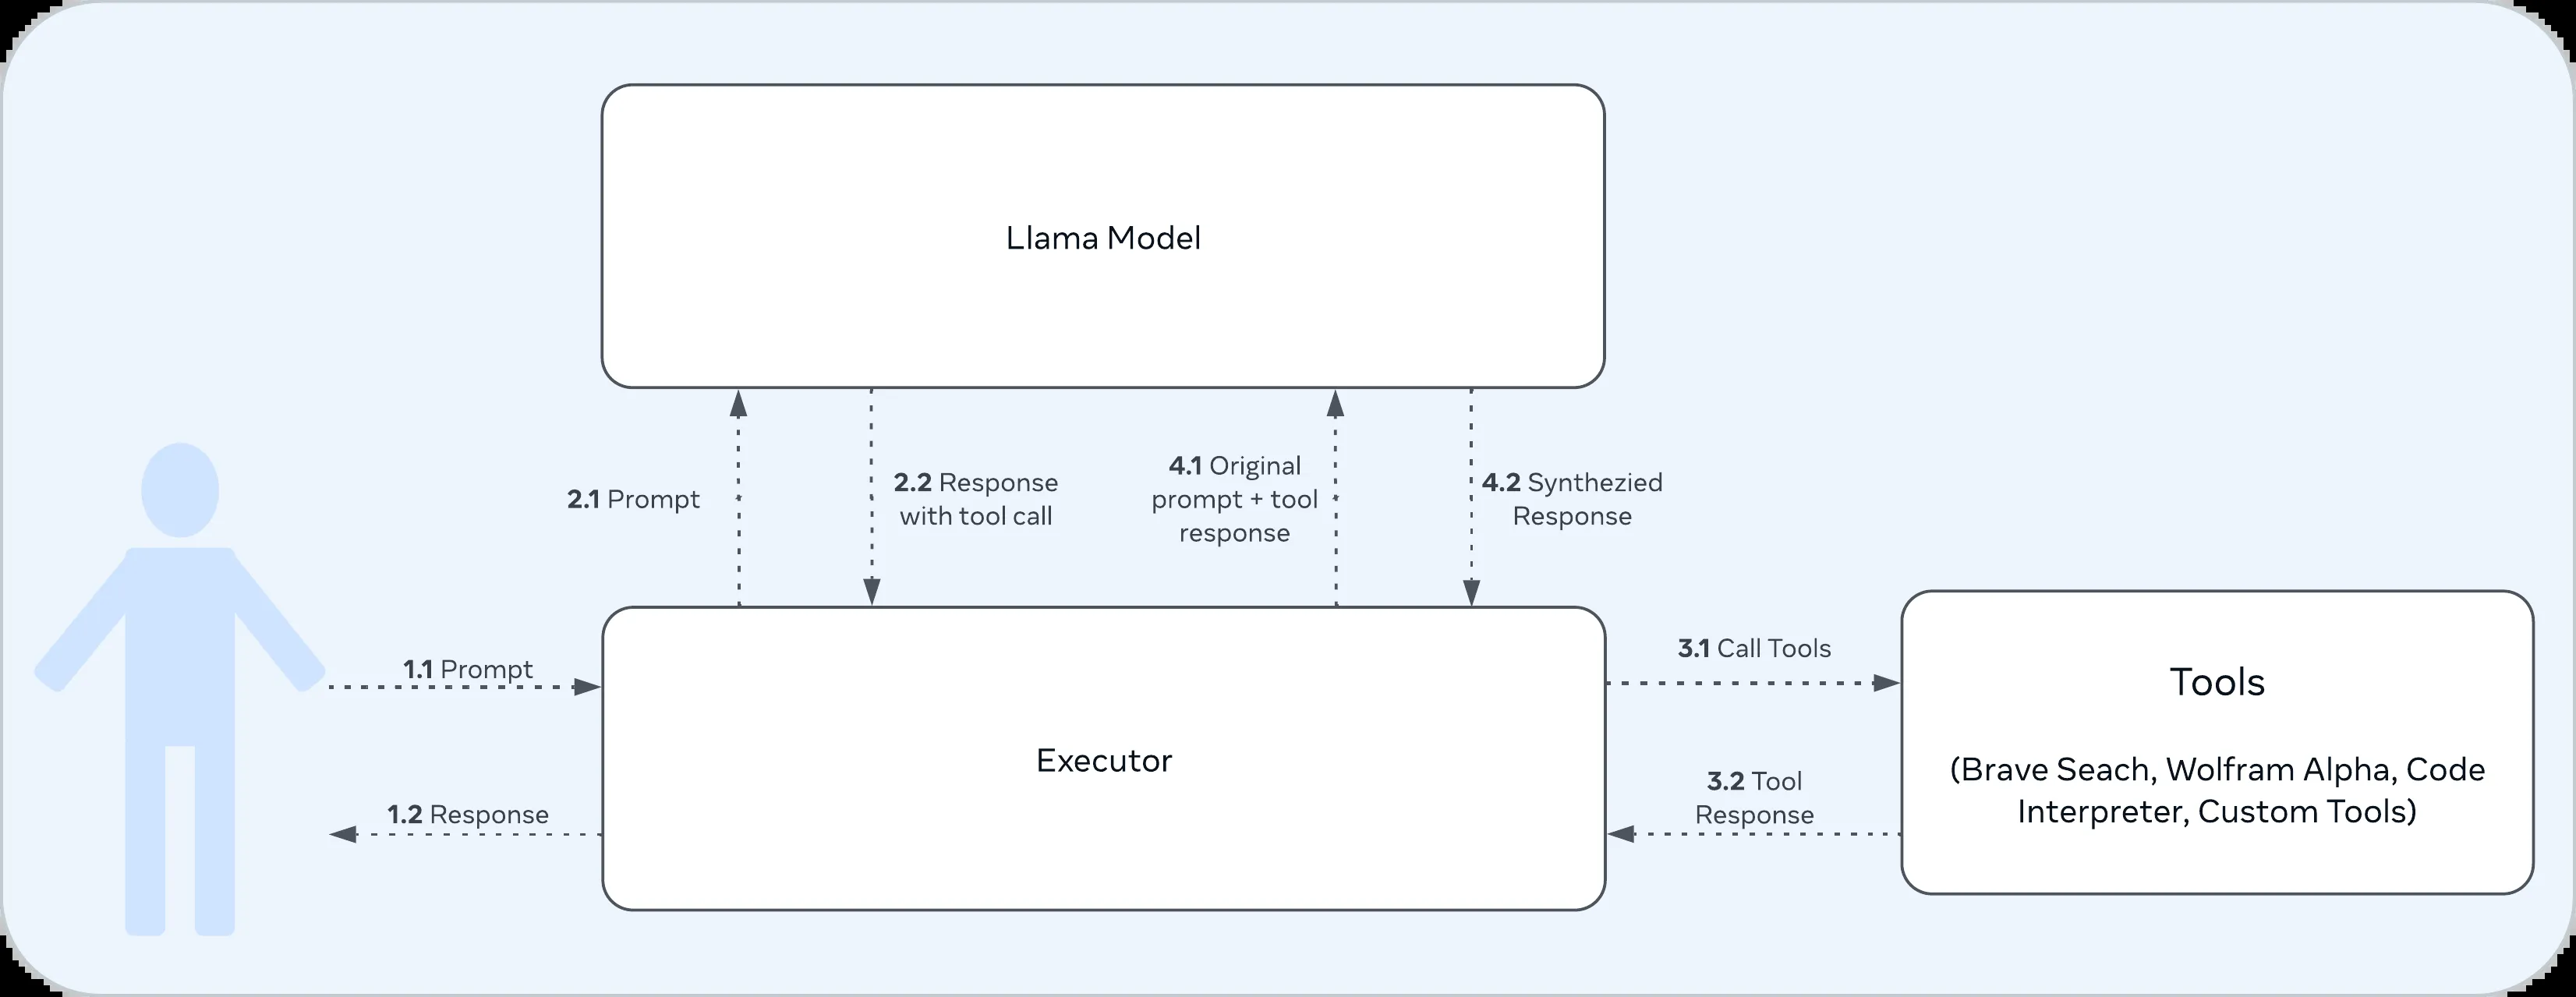 Llama Model
2.1 Prompt
2.2 Response
with tool call
4.1 Original
prompt + tool
response
4.2 Synthezied
Response
1.1 Prompt
1.2 Response
Executor
3.1 Call Tools
3.2 Tool
Response
Tools
(Brave Seach, Wolfram Alpha, Code
Interpreter, Custom Tools)